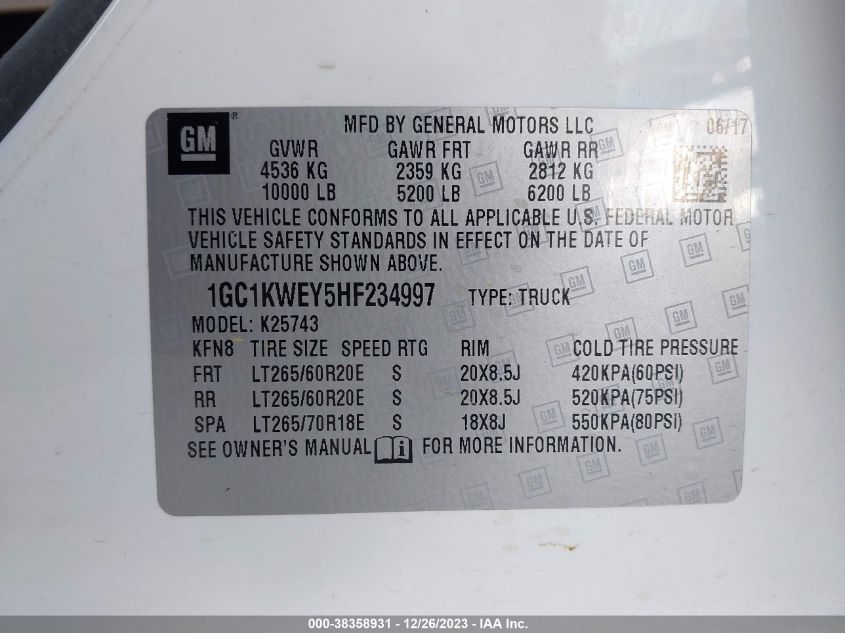 GM ®
MFD BY GENERAL MOTORS LLC 06/17
GVWR GAWR FRT GAWR RR
4536 KG 2359 KG 2812 KG
10000 LB 5200 LB 6200 LB
THIS VEHICLE CONFORMS TO ALL APPLICABLE U.S. FEDERAL MOTOR
VEHICLE SAFETY STANDARDS IN EFFECT ON THE DATE OF
MANUFACTURE SHOWN ABOVE.
1GC1KWEY5HF234997 TYPE: TRUCK
MODEL: K25743
KFN8 TIRE SIZE SPEED RTG RIM COLD TIRE PRESSURE
FRT LT265/60R20E S 20X8.5J 420KPA(60PSI)
RR LT265/60R20E S 20X8.5J 520KPA(75PSI)
SPA LT265/70R18E S 18X8J 550KPA(80PSI)
SEE OWNER'S MANUAL i FOR MORE INFORMATION.
000-38358931 - 12/26/2023 - IAA Inc.